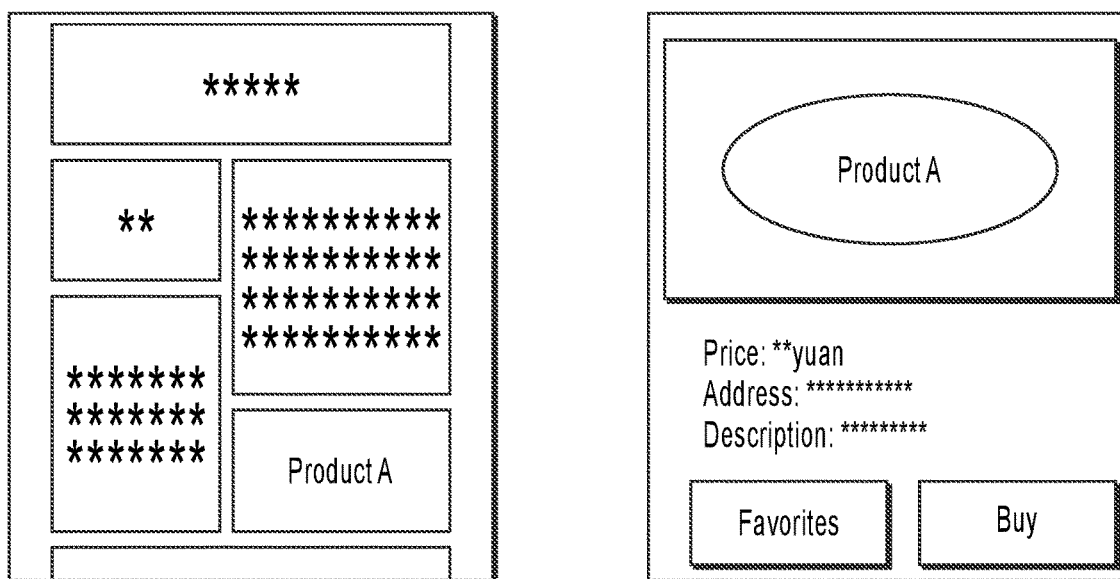 *****
**
**********
**********
**********
**********
*******
*******
*******
Product A
Product A
Price: **yuan
Address: ***********
Description: *********
Favorites
Buy